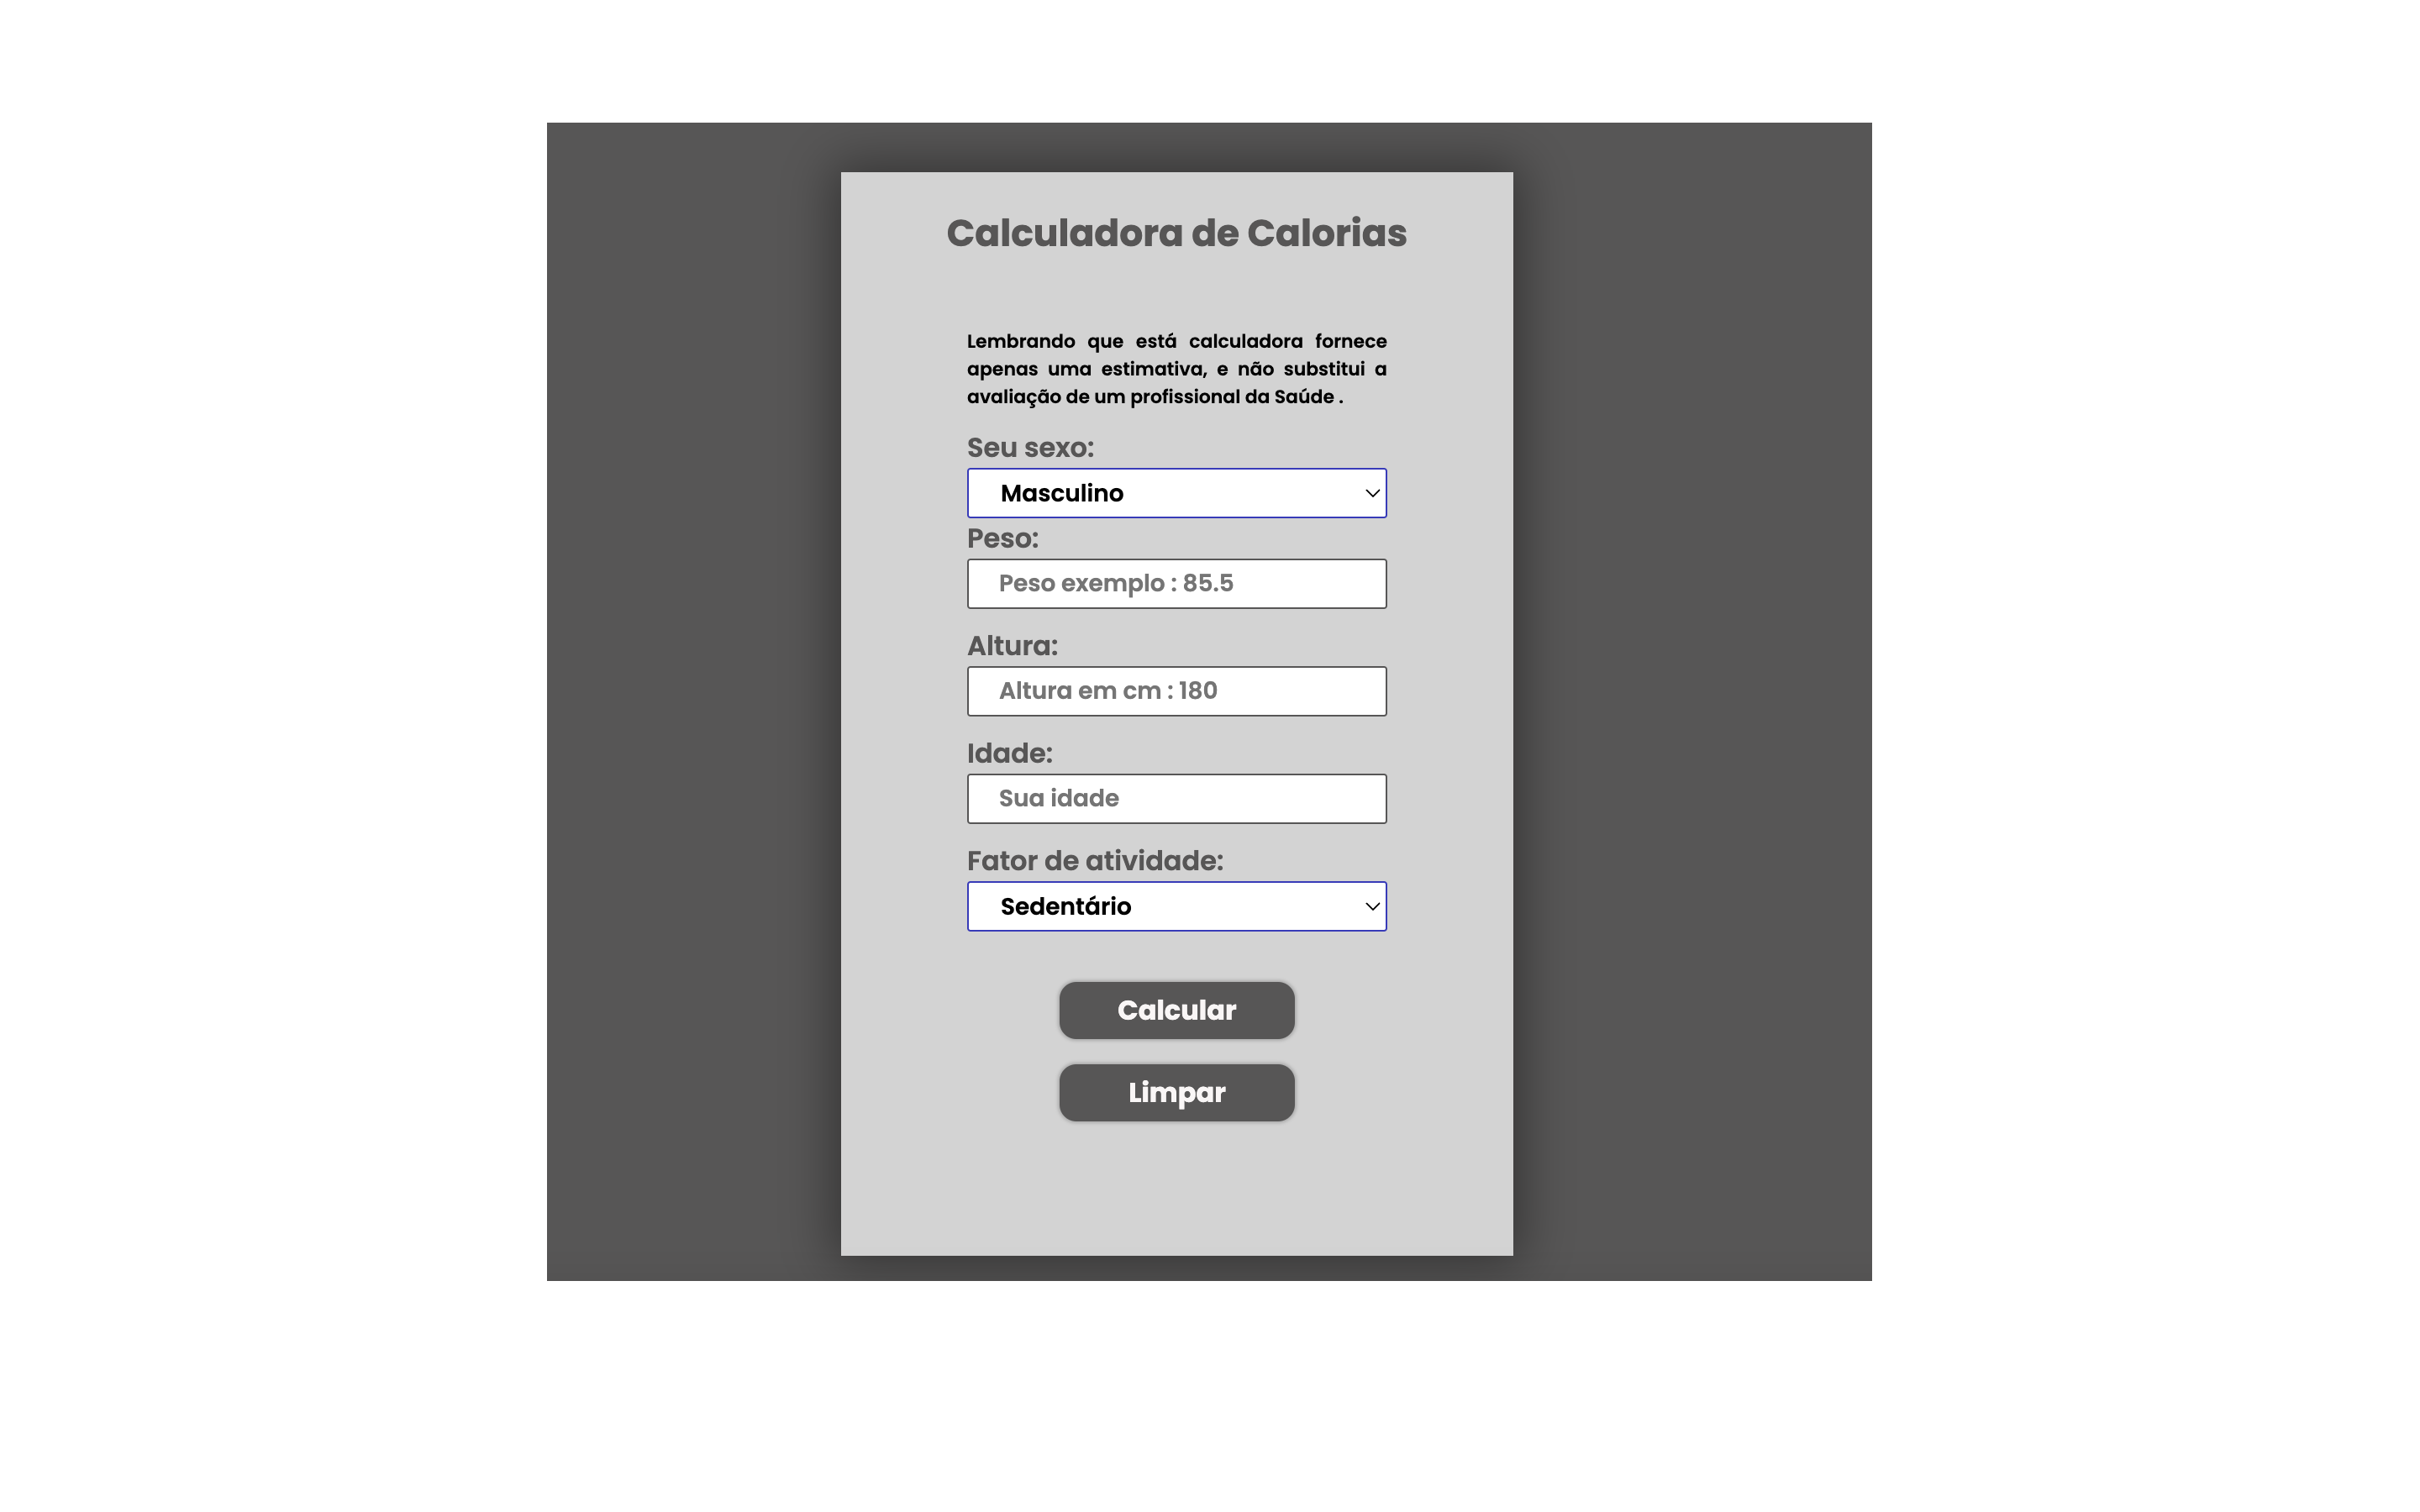 Calculadora de Calorias
Lembrando que está calculadora fornece
apenas uma estimativa, e não substitui a
avaliação de um profissional da Saúde .
Seu sexo:
Masculino
Peso:
Peso exemplo : 85.5
Altura:
Altura em cm : 180
Idade:
Sua idade
Fator de atividade:
Sedentário
Calcular
Limpar